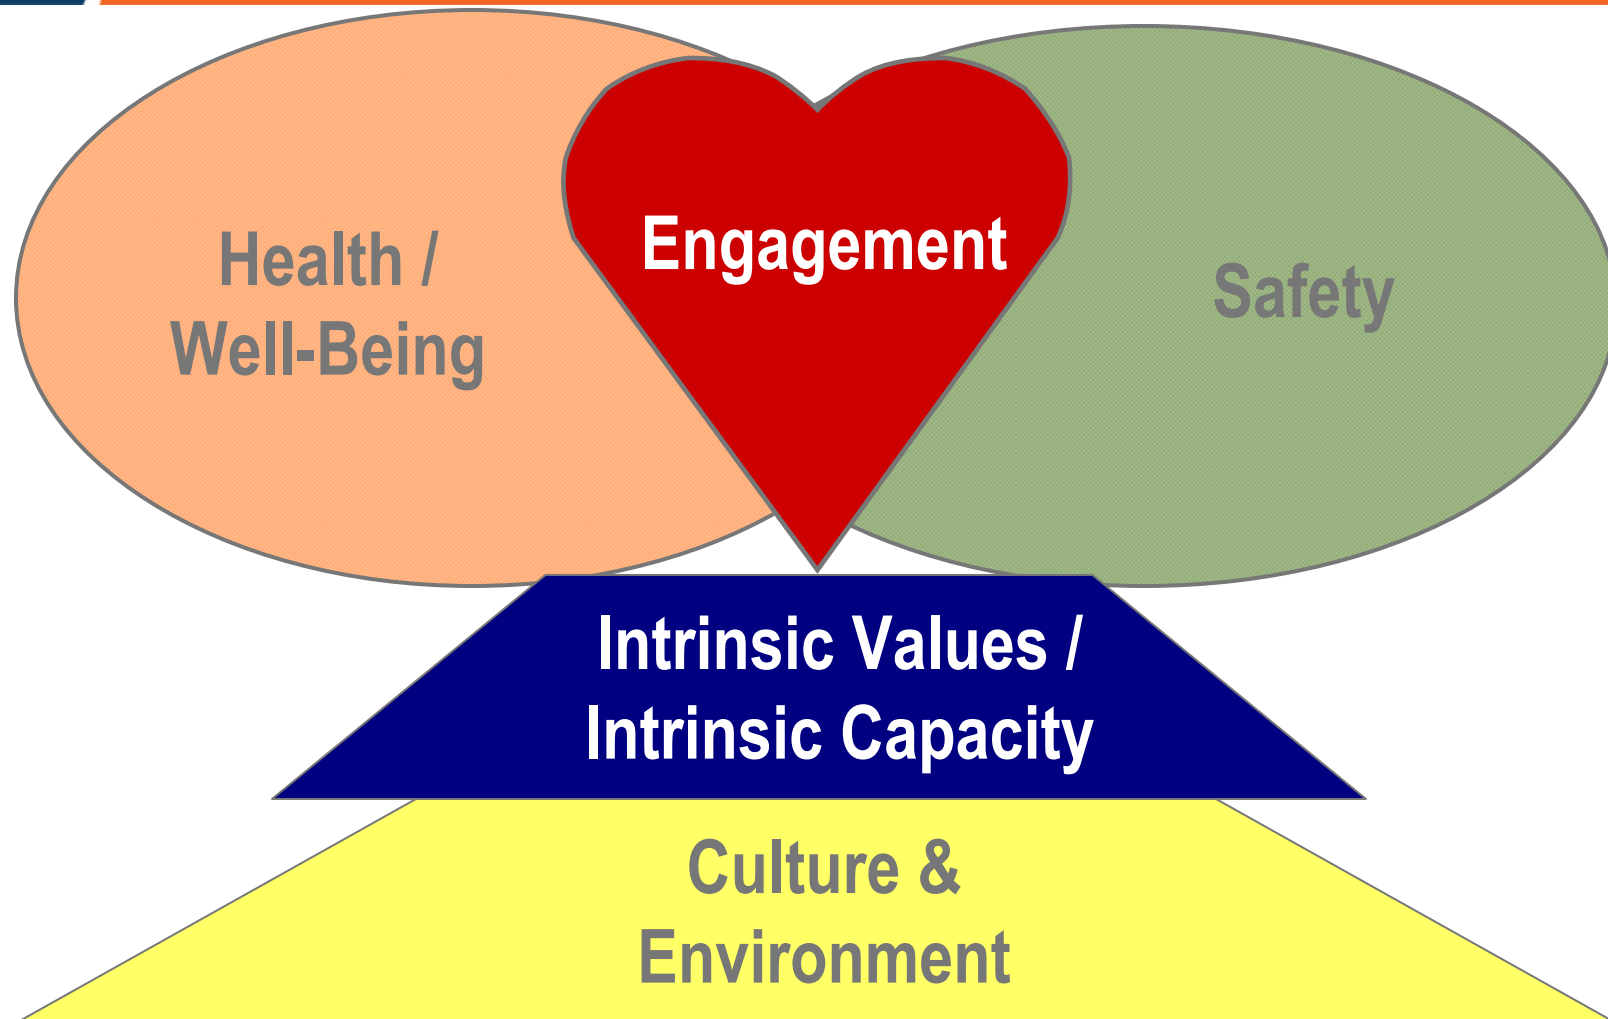 Health /
Well-Being
Engagement
Safety
Intrinsic Values /
Intrinsic Capacity
Culture &
Environment